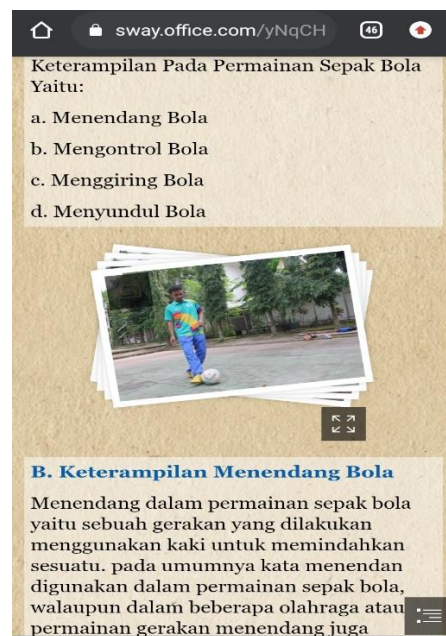 sway.office.com/yNqCH
46
Keterampilan Pada Permainan Sepak Bola
Yaitu:
a. Menendang Bola
b. Mengontrol Bola
c. Menggiring Bola
d. Menyundul Bola
B. Keterampilan Menendang Bola
Menendang dalam permainan sepak bola
yaitu sebuah gerakan yang dilakukan
menggunakan kaki untuk memindahkan
sesuatu. pada umumnya kata menendan
digunakan dalam permainan sepak bola,
walaupun dalam beberapa olahraga atau
permainan gerakan menendang juga